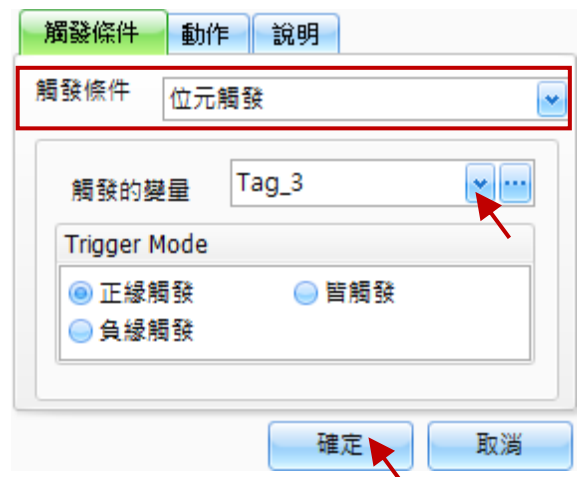 觸發條件 動作 說明
觸發條件 位元觸發
觸發的變量 Tag_3
Trigger Mode
正緣觸發 皆觸發
負緣觸發
確定 取消